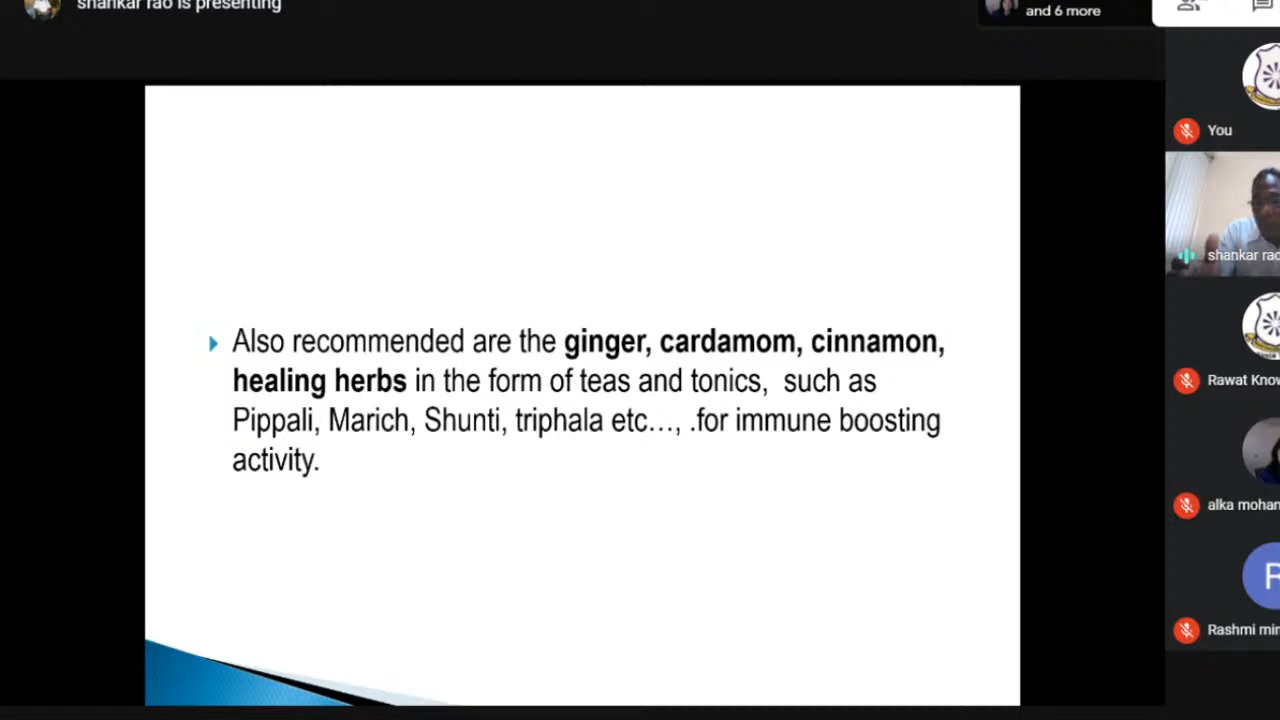 shankar rao is presenting
and 6 more
You
shankar rao
Also recommended are the ginger, cardamom, cinnamon,
healing herbs in the form of teas and tonics, such as
Pippali, Marich, Shunti, triphala etc…, .for immune boosting
activity.
Rawat Know
alka mohan
R
Rashmi min